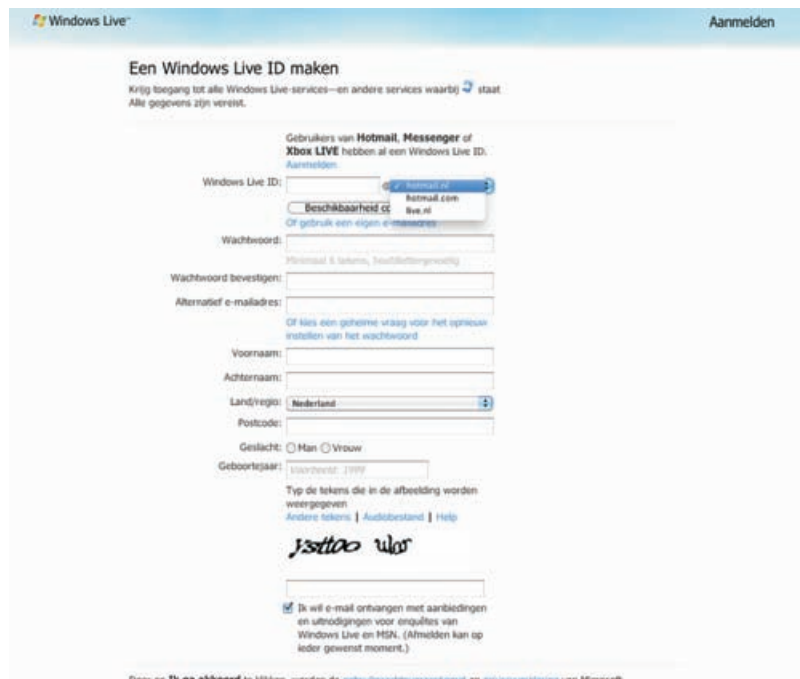 Windows Live™
Aanmelden
Een Windows Live ID maken
Krijg toegang tot alle Windows Live-services—en andere services waarbij staat
Alle gegevens zijn vereist.
Gebruikers van Hotmail, Messenger of
Xbox LIVE hebben al een Windows Live ID.
Aanmelden
Windows Live ID: @ ✓ hotmail.nl
hotmail.com
live.nl
Beschikbaarheid co
Of gebruik een eigen e-mailadres
Wachtwoord:
Minimaal 6 tekens, hoofdlettergevoelig
Wachtwoord bevestigen:
Alternatief e-mailadres:
Of kies een geheime vraag voor het opnieuw
instellen van het wachtwoord
Voornaam:
Achternaam:
Land/regio: Nederland
Postcode:
Geslacht: Man Vrouw
Geboortejaar: Voorbeeld: 1999
Typ de tekens die in de afbeelding worden
weergegeven
Andere tekens | Audiobestand | Help
Ik wil e-mail ontvangen met aanbiedingen
en uitnodigingen voor enquêtes van
Windows Live en MSN. (Afmelden kan op
ieder gewenst moment.)